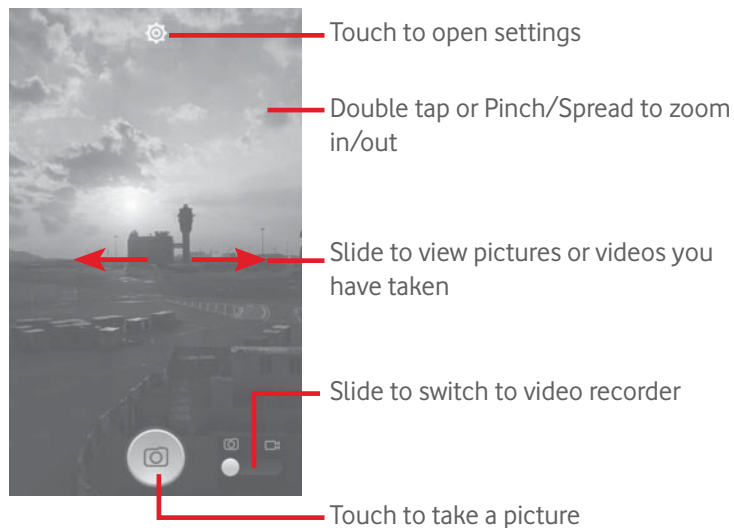 Touch to open settings
Double tap or Pinch/Spread to zoom
in/out
Slide to view pictures or videos you
have taken
Slide to switch to video recorder
Touch to take a picture